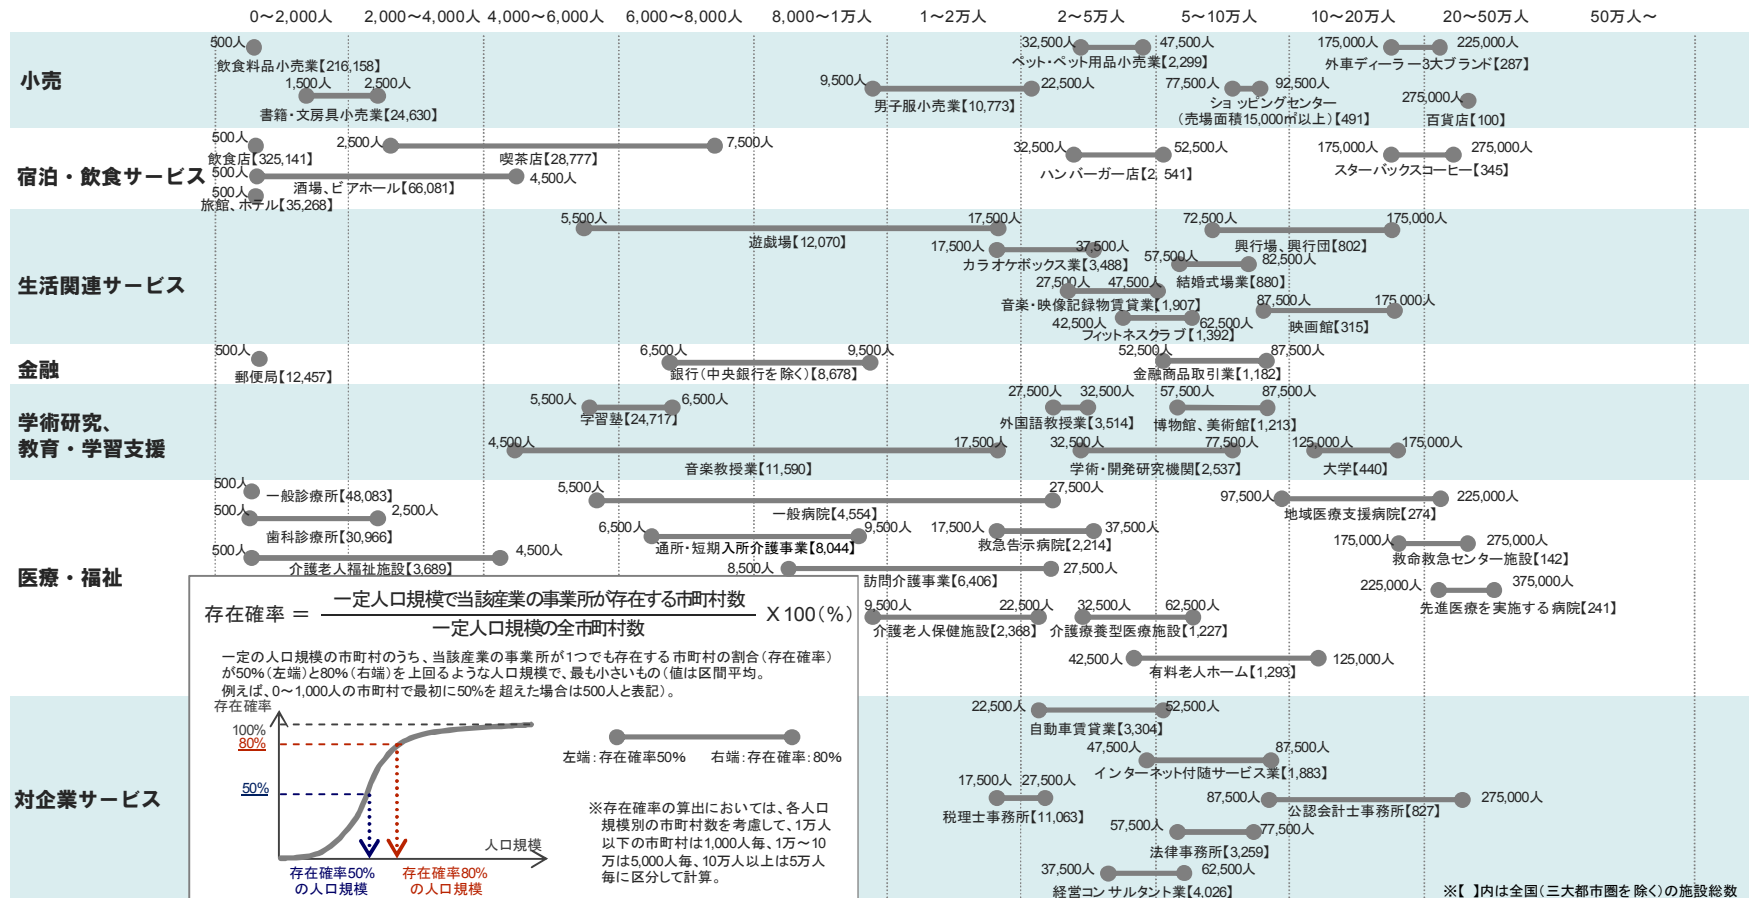 0～2,000人 2,000～4,000人 4,000～6,000人 6,000～8,000人 8,000～1万人 1～2万人 2～5万人 5～10万人 10～20万人 20～50万人 50万人～
小売
500人
飲食料品小売業【216,158】
1,500人 2,500人
書籍・文房具小売業【24,630】
9,500人 22,500人
男子服小売業【10,773】
32,500人 47,500人
ペット・ペット用品小売業【2,299】
77,500人 92,500人
ショッピングセンター
（売場面積15,000㎡以上）【491】
175,000人 225,000人
外車ディーラー3大ブランド【287】
275,000人
百貨店【100】
宿泊・飲食サービス
500人
飲食店【325,141】
2,500人 7,500人
喫茶店【28,777】
500人 4,500人
酒場、ビアホール【66,081】
500人
旅館、ホテル【35,268】
32,500人 52,500人
ハンバーガー店【2,541】
175,000人 275,000人
スターバックスコーヒー【345】
生活関連サービス
5,500人 17,500人
遊戯場【12,070】
17,500人 37,500人
カラオケボックス業【3,488】
27,500人 47,500人
音楽・映像記録物賃貸業【1,907】
42,500人 62,500人
フィットネスクラブ【1,392】
72,500人 175,000人
興行場、興行団【802】
57,500人 82,500人
結婚式場業【880】
87,500人 175,000人
映画館【315】
金融
500人
郵便局【12,457】
6,500人 9,500人
銀行（中央銀行を除く）【8,678】
52,500人 87,500人
金融商品取引業【1,182】
学術研究、
教育・学習支援
5,500人 6,500人
学習塾【24,717】
4,500人 17,500人
音楽教授業【11,590】
27,500人 32,500人
外国語教授業【3,514】
57,500人 87,500人
博物館、美術館【1,213】
32,500人 77,500人
学術・開発研究機関【2,537】
125,000人 175,000人
大学【440】
医療・福祉
500人
一般診療所【48,083】
500人 2,500人
歯科診療所【30,966】
500人 4,500人
介護老人福祉施設【3,689】
5,500人 27,500人
一般病院【4,554】
6,500人 9,500人
通所・短期入所介護事業【8,044】
17,500人 37,500人
救急告示病院【2,214】
8,500人 27,500人
訪問介護事業【6,406】
9,500人 22,500人
介護老人保健施設【2,368】
32,500人 62,500人
介護療養型医療施設【1,227】
42,500人 125,000人
有料老人ホーム【1,293】
97,500人 225,000人
地域医療支援病院【274】
175,000人 275,000人
救命救急センター施設【142】
225,000人 375,000人
先進医療を実施する病院【241】
対企業サービス
22,500人 52,500人
自動車賃貸業【3,304】
47,500人 87,500人
インターネット付随サービス業【1,883】
17,500人 27,500人
税理士事務所【11,063】
87,500人 275,000人
公認会計士事務所【827】
57,500人 77,500人
法律事務所【3,259】
37,500人 62,500人
経営コンサルタント業【4,026】
存在確率 ＝ 一定人口規模で当該産業の事業所が存在する市町村数 X 100（％）
一定人口規模の全市町村数
一定の人口規模の市町村のうち、当該産業の事業所が1つでも存在する市町村の割合（存在確率）
が50%（左端）と80%（右端）を上回るような人口規模で、最も小さいもの（値は区間平均。
例えば、0～1,000人の市町村で最初に50%を超えた場合は500人と表記）。
存在確率
100%
80%
50%
人口規模
存在確率50%
の人口規模
存在確率80%
の人口規模
左端：存在確率50% 右端：存在確率：80%
※存在確率の算出においては、各人口
規模別の市町村数を考慮して、1万人
以下の市町村は1,000人毎、1万～10
万は5,000人毎、10万人以上は5万人
毎に区分して計算。
※【 】内は全国（三大都市圏を除く）の施設総数